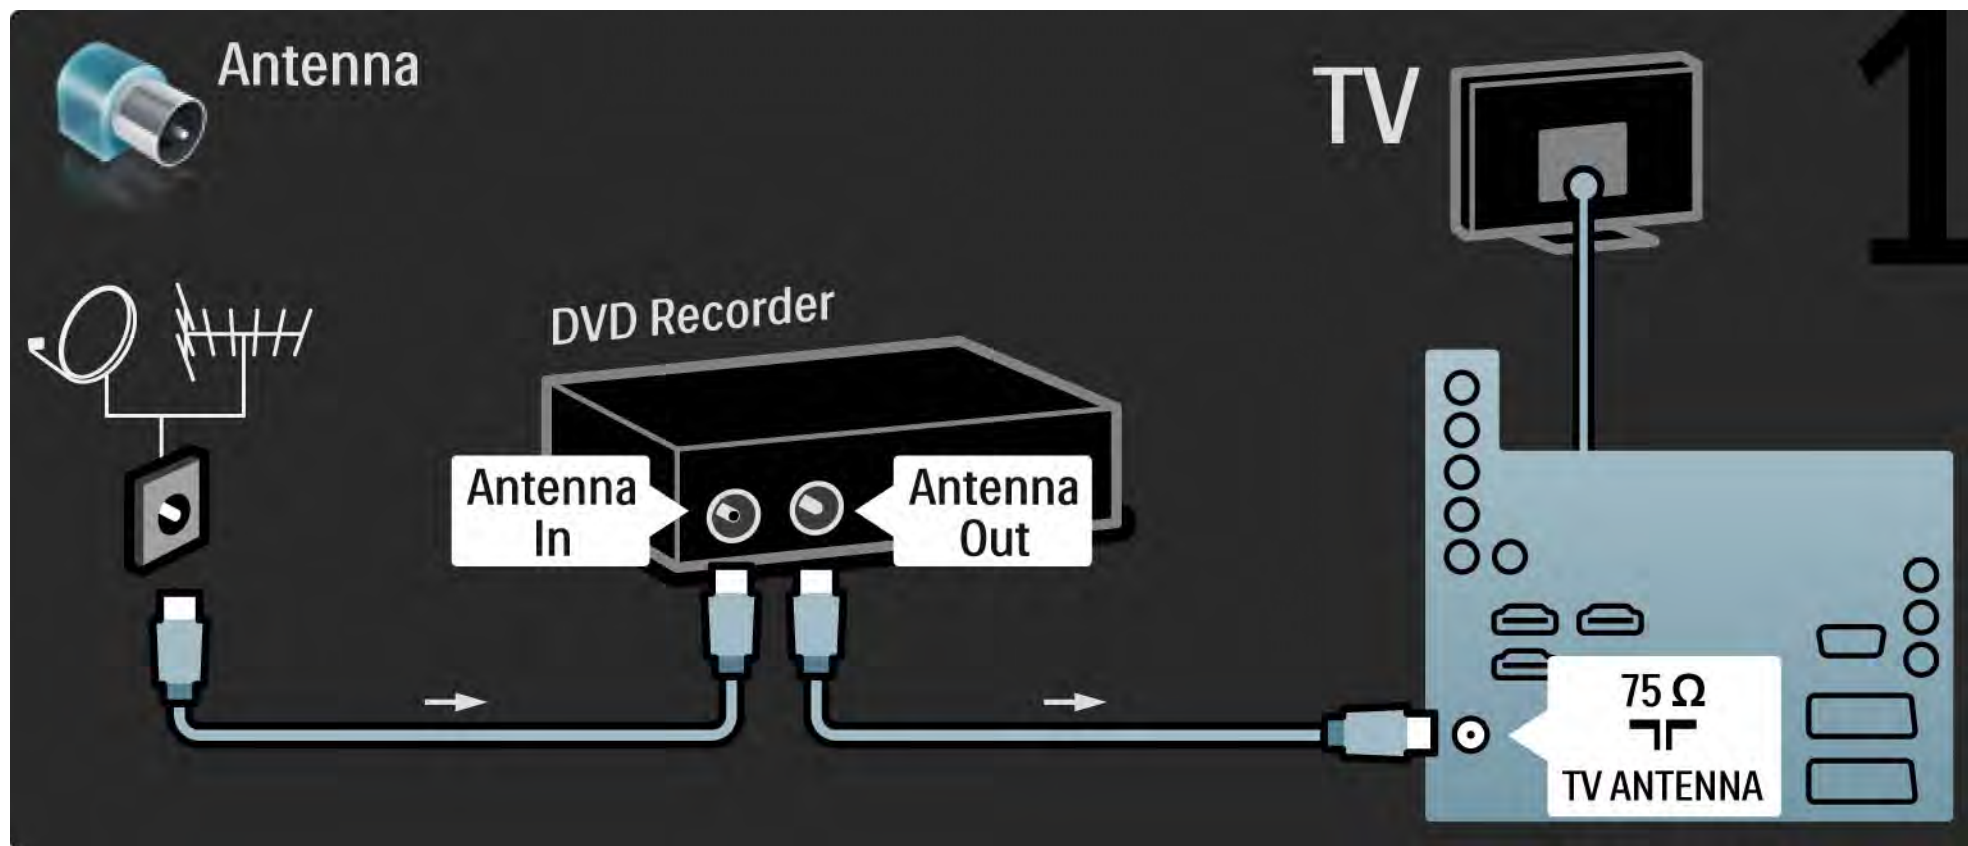 Antenna
TV
1
DVD Recorder
Antenna
In
Antenna
Out
75 Ω
TV ANTENNA